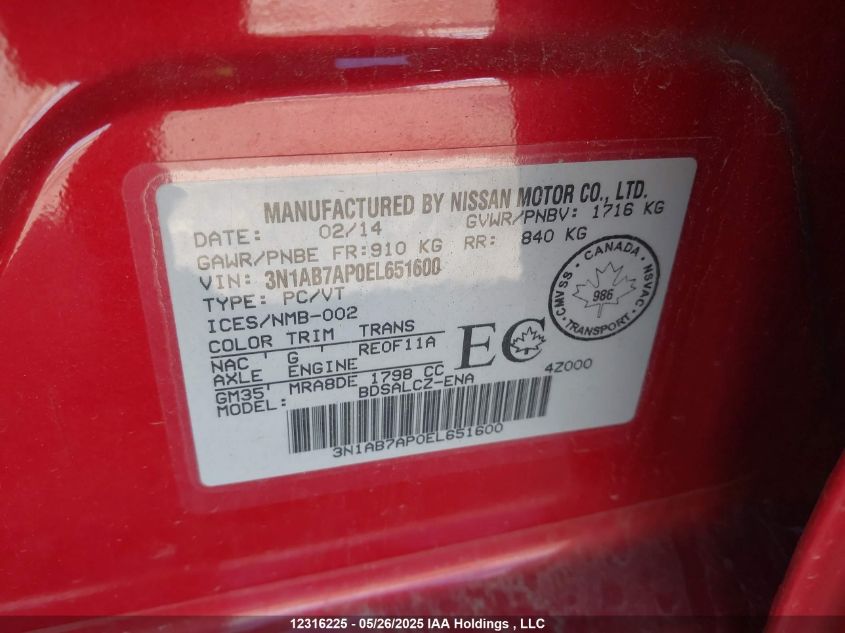 MANUFACTURED BY NISSAN MOTOR CO., LTD.
DATE: 02/14 GVWR/PNBV: 1716 KG
GAWR/PNBE FR:910 KG RR: 840 KG
VIN: 3N1AB7AP0EL651600
TYPE: PC/VT
ICES/NMB-002
COLOR TRIM TRANS
NAC G RE0F11A
AXLE ENGINE
GM35 MRA8DE 1798 CC 4Z000
MODEL: BDSALCZ-ENA
3N1AB7AP0EL651600
EC
CANADA
CMVSS NSVAC
986
TRANSPORT
12316225 - 05/26/2025 IAA Holdings , LLC